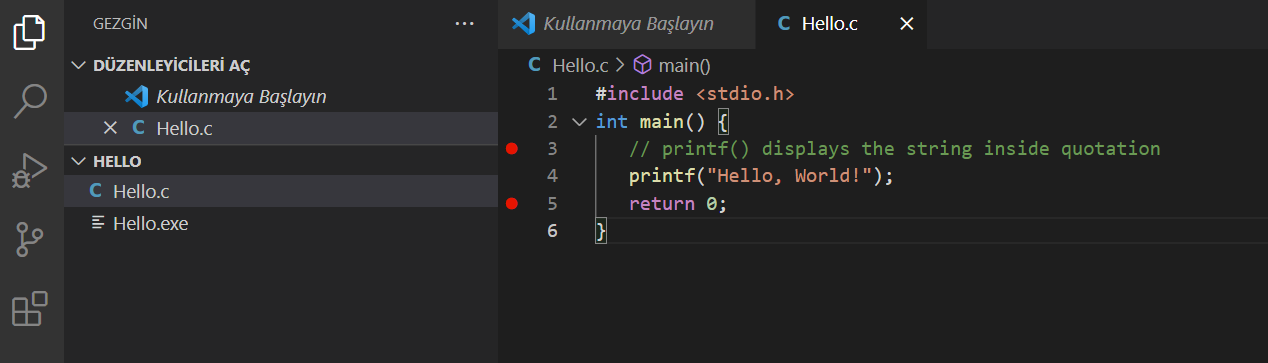 GEZGİN
DÜZENLEYİCİLERİ AÇ
Kullanmaya Başlayın
Hello.c
HELLO
Hello.c
Hello.exe
Kullanmaya Başlayın
Hello.c
Hello.c > main()
1 #include <stdio.h>
2 int main() {
3 // printf() displays the string inside quotation
4 printf("Hello, World!");
5 return 0;
6 }